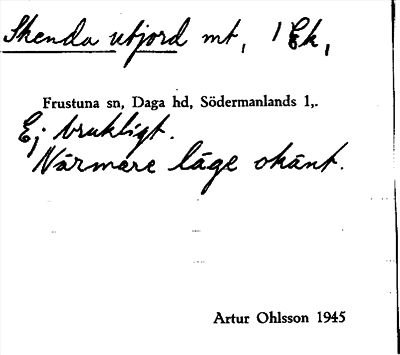 Skenda utjord mt, 1 Ek,
Frustuna sn, Daga hd, Södermanlands l,.
Ej brukligt.
Närmare läge okänt.
Artur Ohlsson 1945